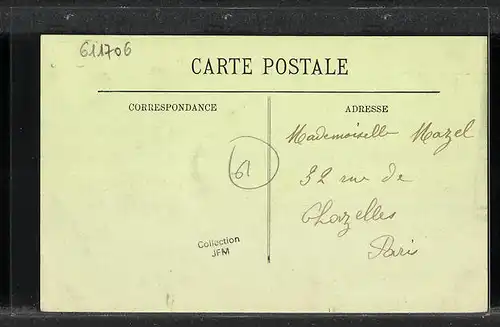 611706
CARTE POSTALE
CORRESPONDANCE
ADRESSE
Mademoiselle Mazel
32 rue de
Chazelles
Paris
61
Collection
JFM